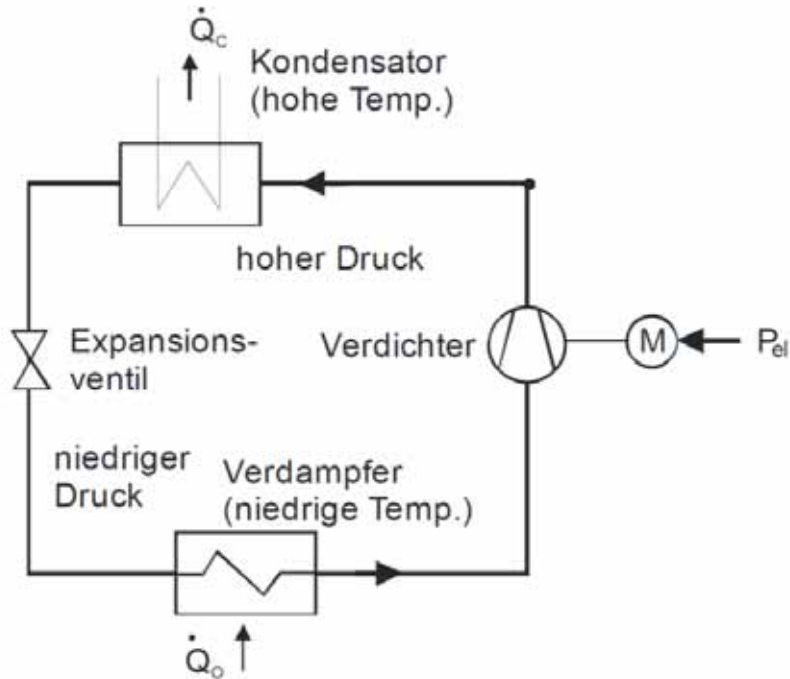 Q̇c
Kondensator
(hohe Temp.)
hoher Druck
Expansions-
ventil
Verdichter
M
Pel
niedriger
Druck
Verdampfer
(niedrige Temp.)
Q̇o